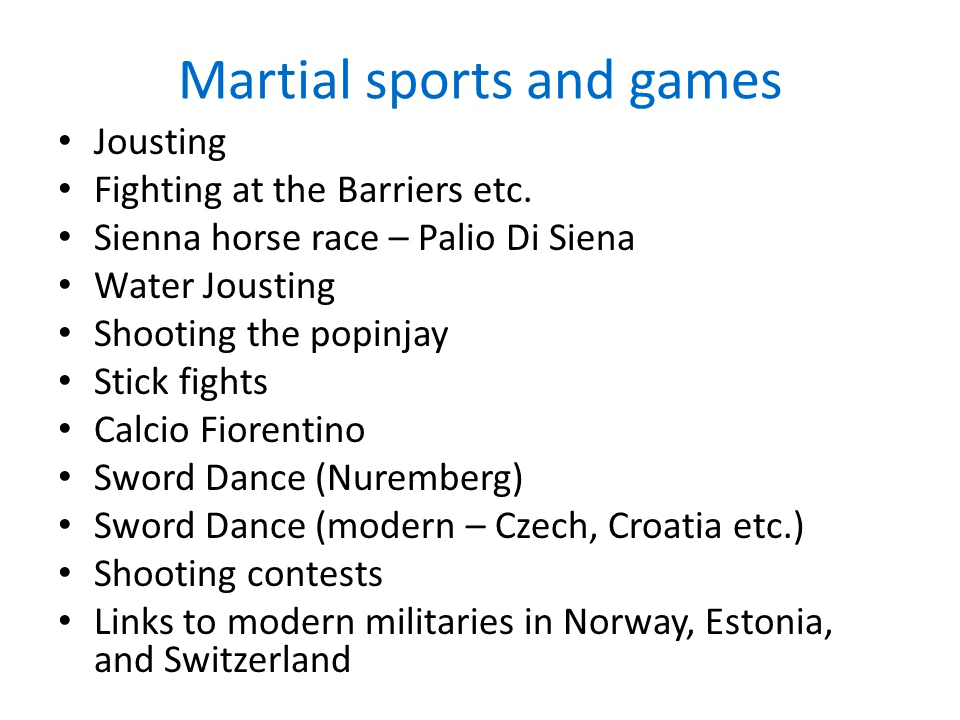 Martial sports and games
• Jousting
• Fighting at the Barriers etc.
• Sienna horse race – Palio Di Siena
• Water Jousting
• Shooting the popinjay
• Stick fights
• Calcio Fiorentino
• Sword Dance (Nuremberg)
• Sword Dance (modern – Czech, Croatia etc.)
• Shooting contests
• Links to modern militaries in Norway, Estonia,
and Switzerland